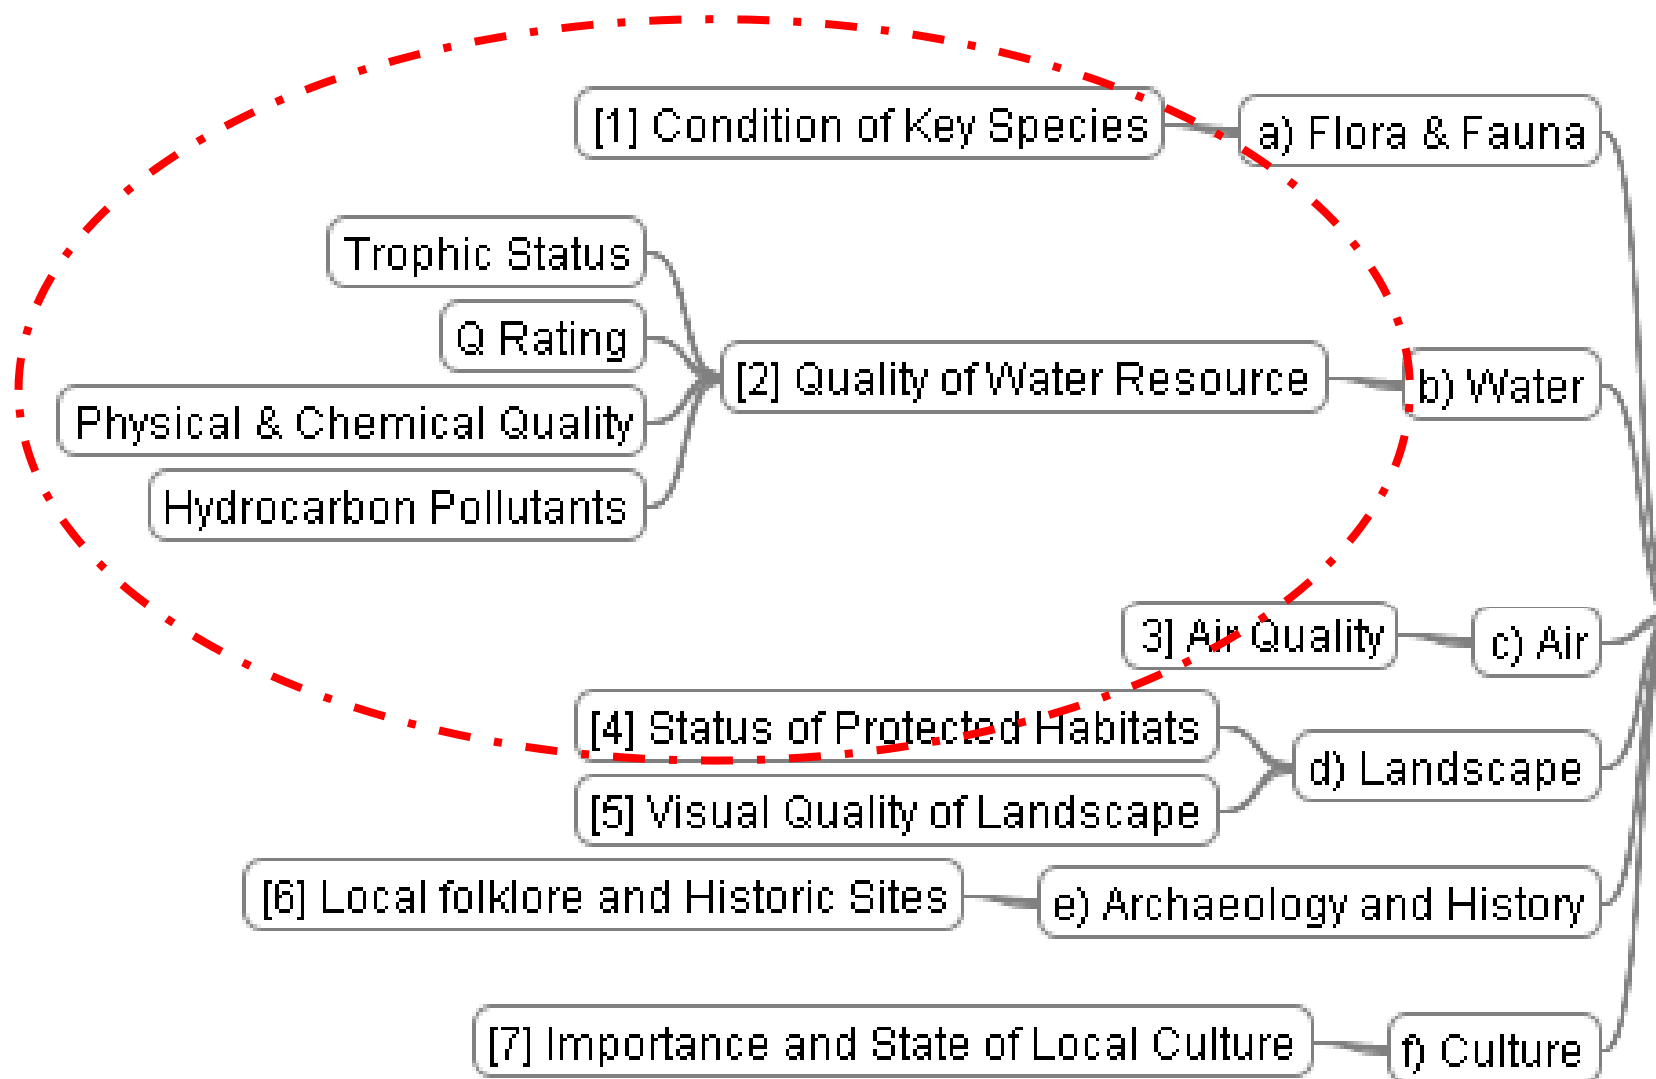 [1] Condition of Key Species
a) Flora & Fauna
Trophic Status
Q Rating
Physical & Chemical Quality
Hydrocarbon Pollutants
[2] Quality of Water Resource
b) Water
3] Air Quality
c) Air
[4] Status of Protected Habitats
[5] Visual Quality of Landscape
d) Landscape
[6] Local folklore and Historic Sites
e) Archaeology and History
[7] Importance and State of Local Culture
f) Culture